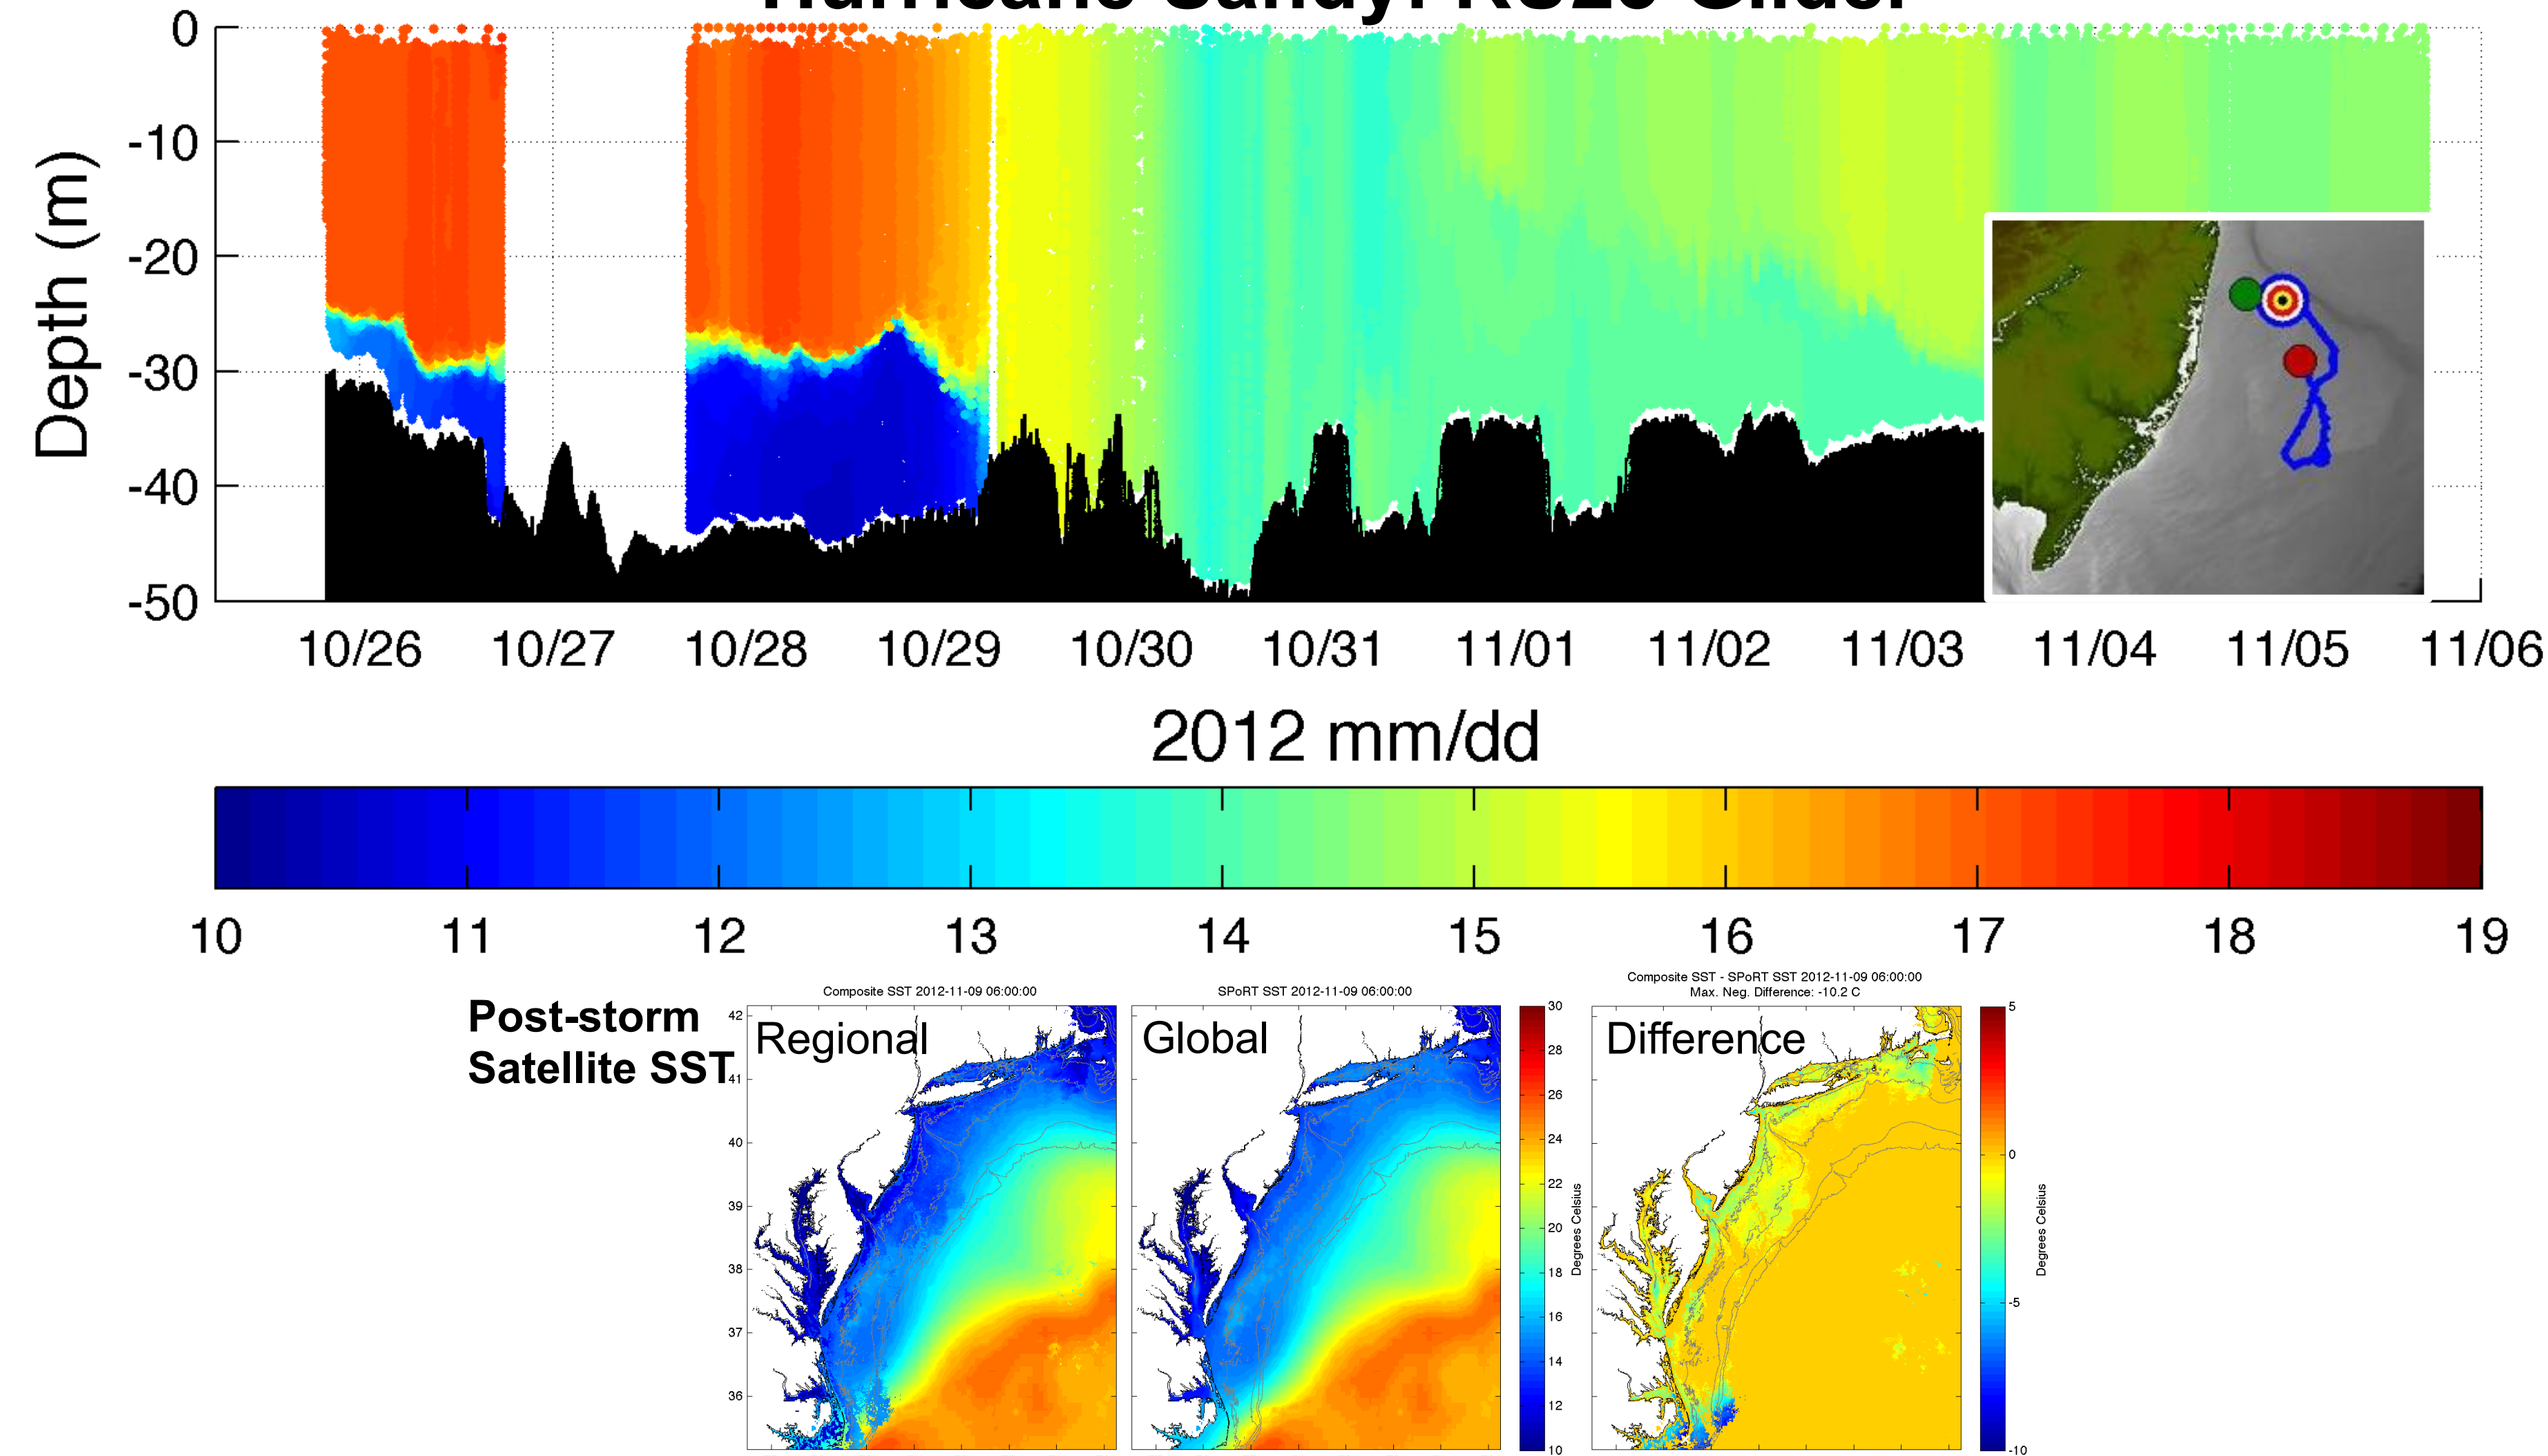 Hurricane Sandy: Glider
0
-10
-20
-30
-40
-50
Depth (m)
10/26 10/27 10/28 10/29 10/30 10/31 11/01 11/02 11/03 11/04 11/05 11/06
2012 mm/dd
10 11 12 13 14 15 16 17 18 19
Post-storm
Satellite SST
Composite SST 2012-11-09 06:00:00
Regional
42
41
40
39
38
37
36
SPoRT SST 2012-11-09 06:00:00
Global
30
28
26
24
22
20
18
16
14
12
10
Degrees Celsius
Composite SST - SPoRT SST 2012-11-09 06:00:00
Max. Neg. Difference: -10.2 C
Difference
5
0
-5
-10
Degrees Celsius